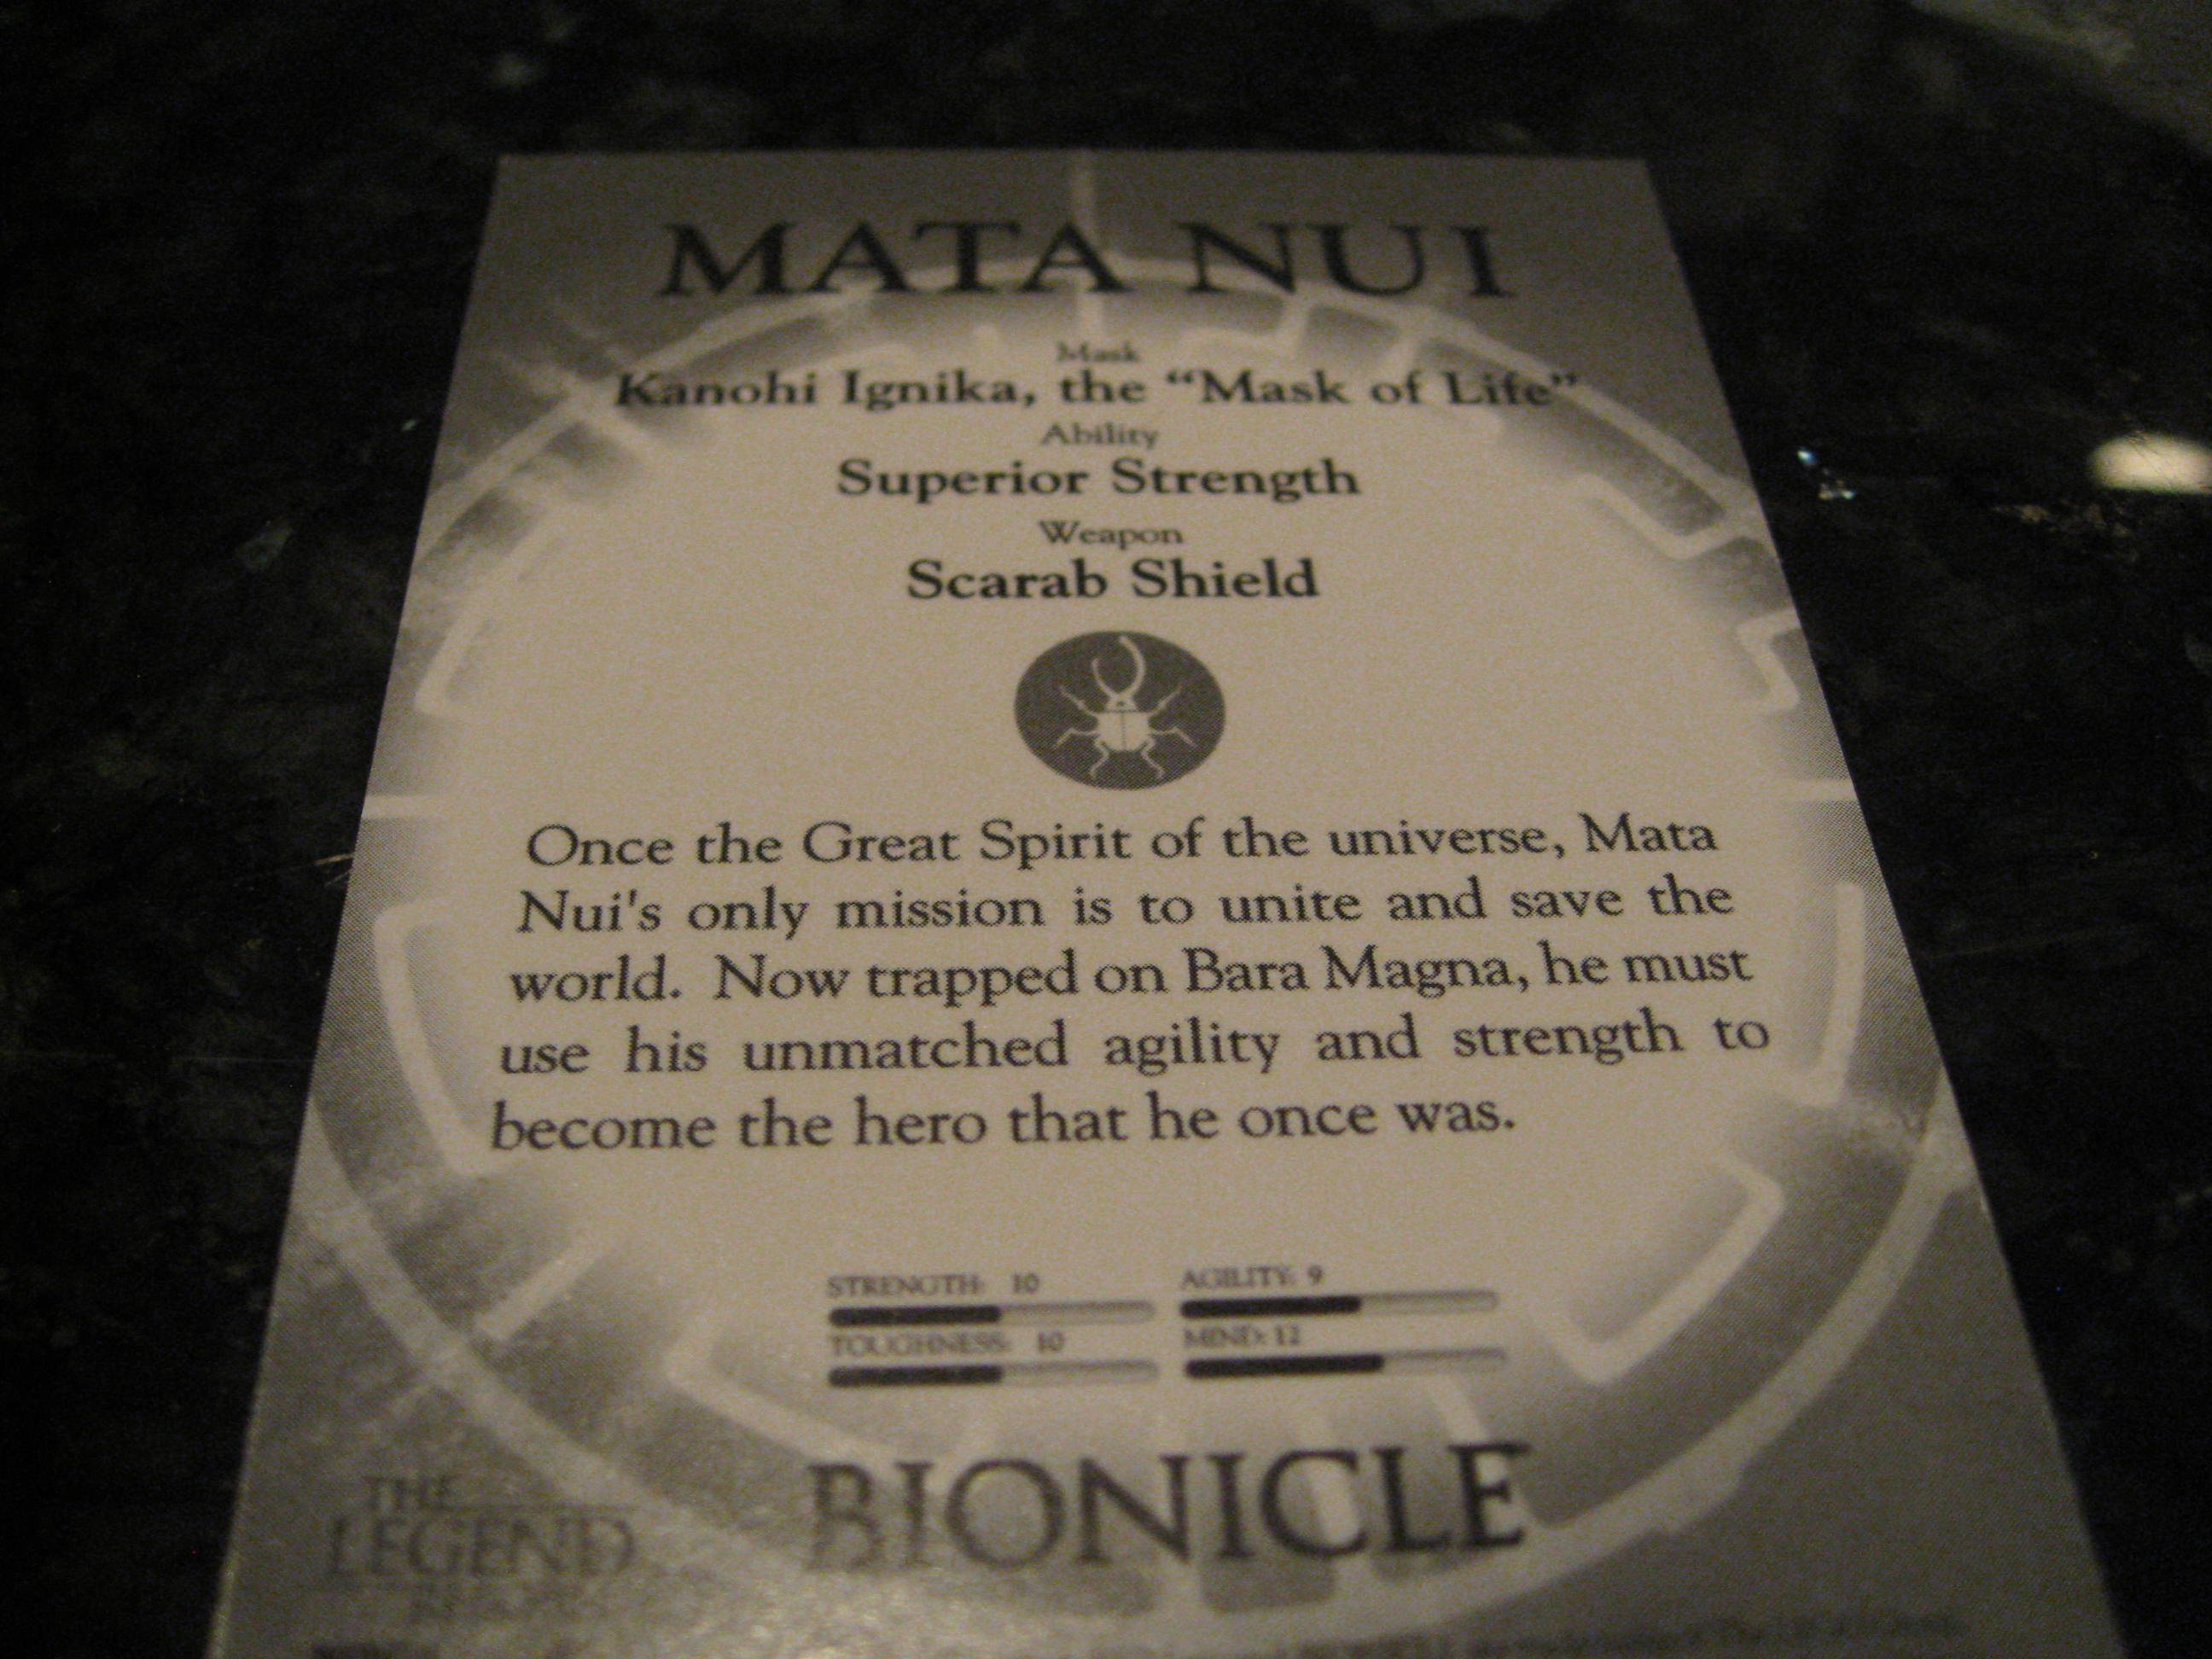 MATA NUI
Mask
Kanohi Ignika, the “Mask of Life”
Ability
Superior Strength
Weapon
Scarab Shield
Once the Great Spirit of the universe, Mata
Nui's only mission is to unite and save the
world. Now trapped on Bara Magna, he must
use his unmatched agility and strength to
become the hero that he once was.
STRENGTH: 10 AGILITY: 9
TOUGHNESS: 10 MIND: 12
BIONICLE
THE
LEGEND